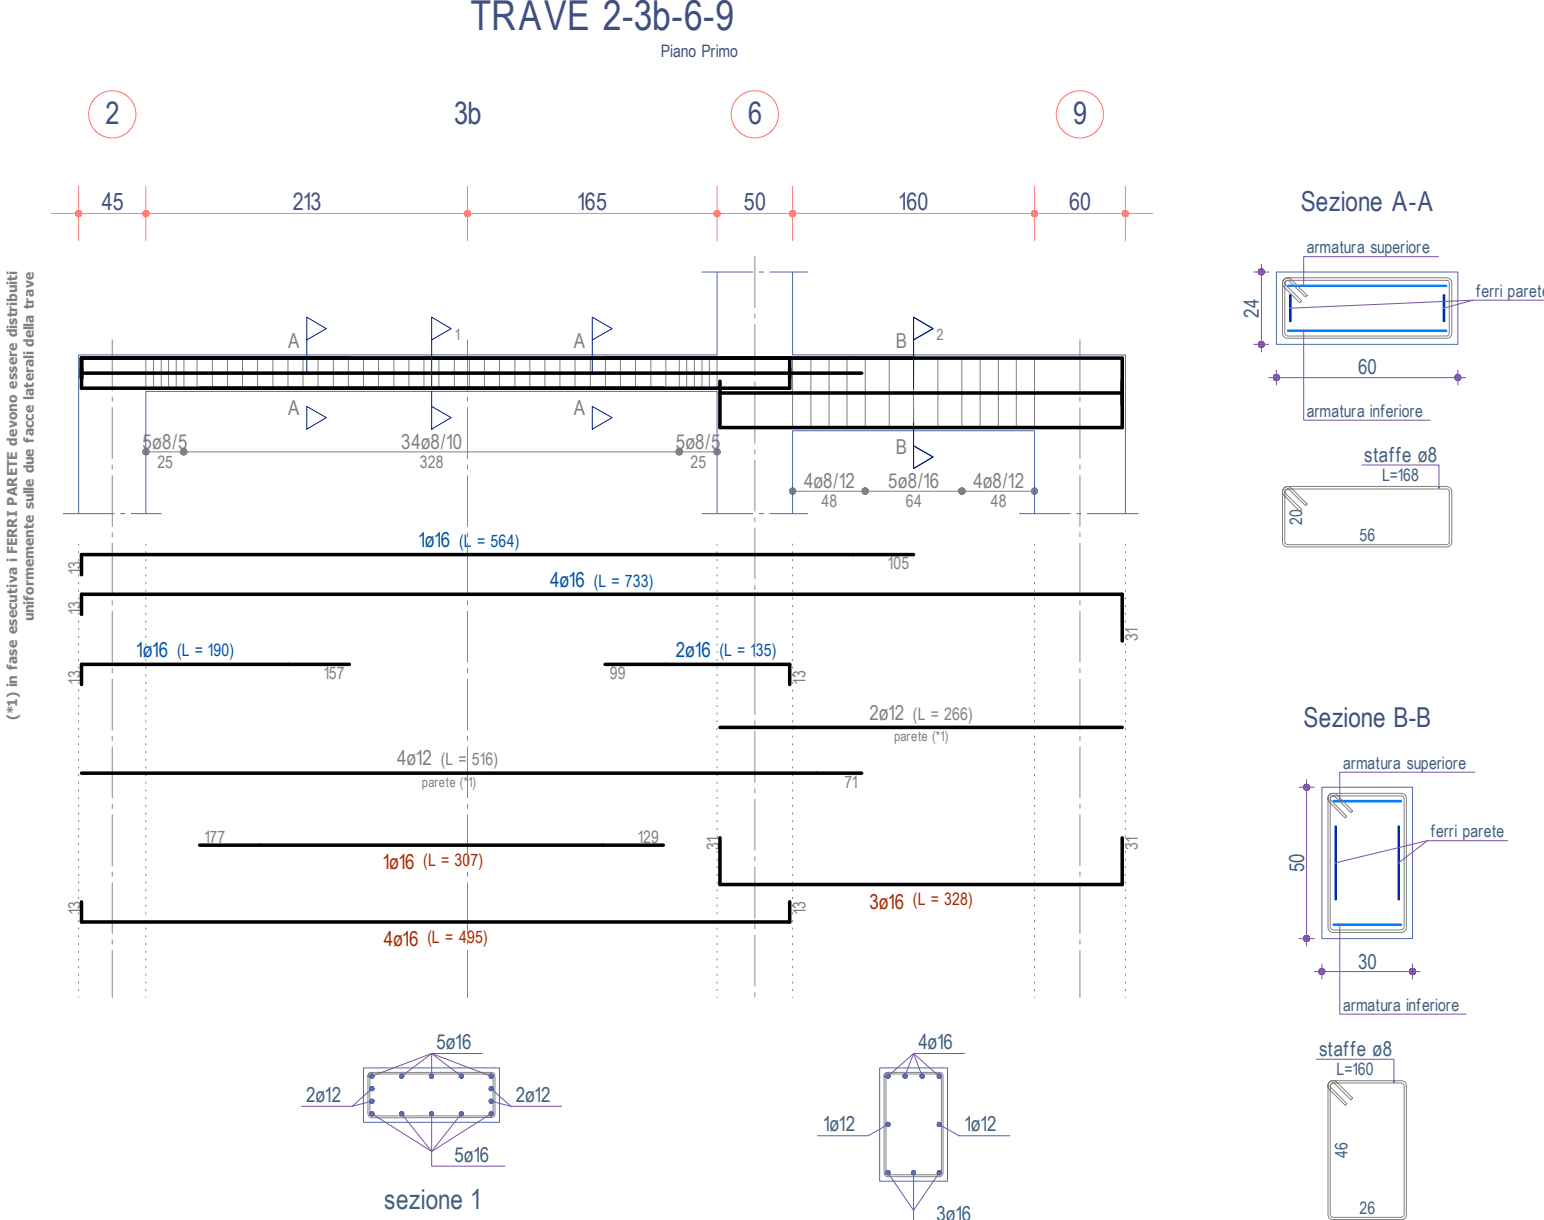 TRAVE 2-3b-6-9
Piano Primo
2
3b
6
9
45
213
165
50
160
60
(*1) in fase esecutiva i FERRI PARETE devono essere distribuiti
uniformemente sulle due facce laterali della trave
A
1
A
B
2
A
A
B
5ø8/5
25
34ø8/10
328
5ø8/5
25
4ø8/12
48
5ø8/16
64
4ø8/12
48
1ø16 (L = 564)
13
105
4ø16 (L = 733)
13
31
1ø16 (L = 190)
13
157
2ø16 (L = 135)
99
13
2ø12 (L = 266)
parete (*1)
4ø12 (L = 516)
parete (*1)
71
177
129
1ø16 (L = 307)
31
31
3ø16 (L = 328)
13
13
4ø16 (L = 495)
5ø16
2ø12
2ø12
5ø16
sezione 1
4ø16
1ø12
1ø12
3ø16
Sezione A-A
armatura superiore
ferri parete
24
60
armatura inferiore
staffe ø8
L=168
20
56
Sezione B-B
armatura superiore
ferri parete
50
30
armatura inferiore
staffe ø8
L=160
46
26